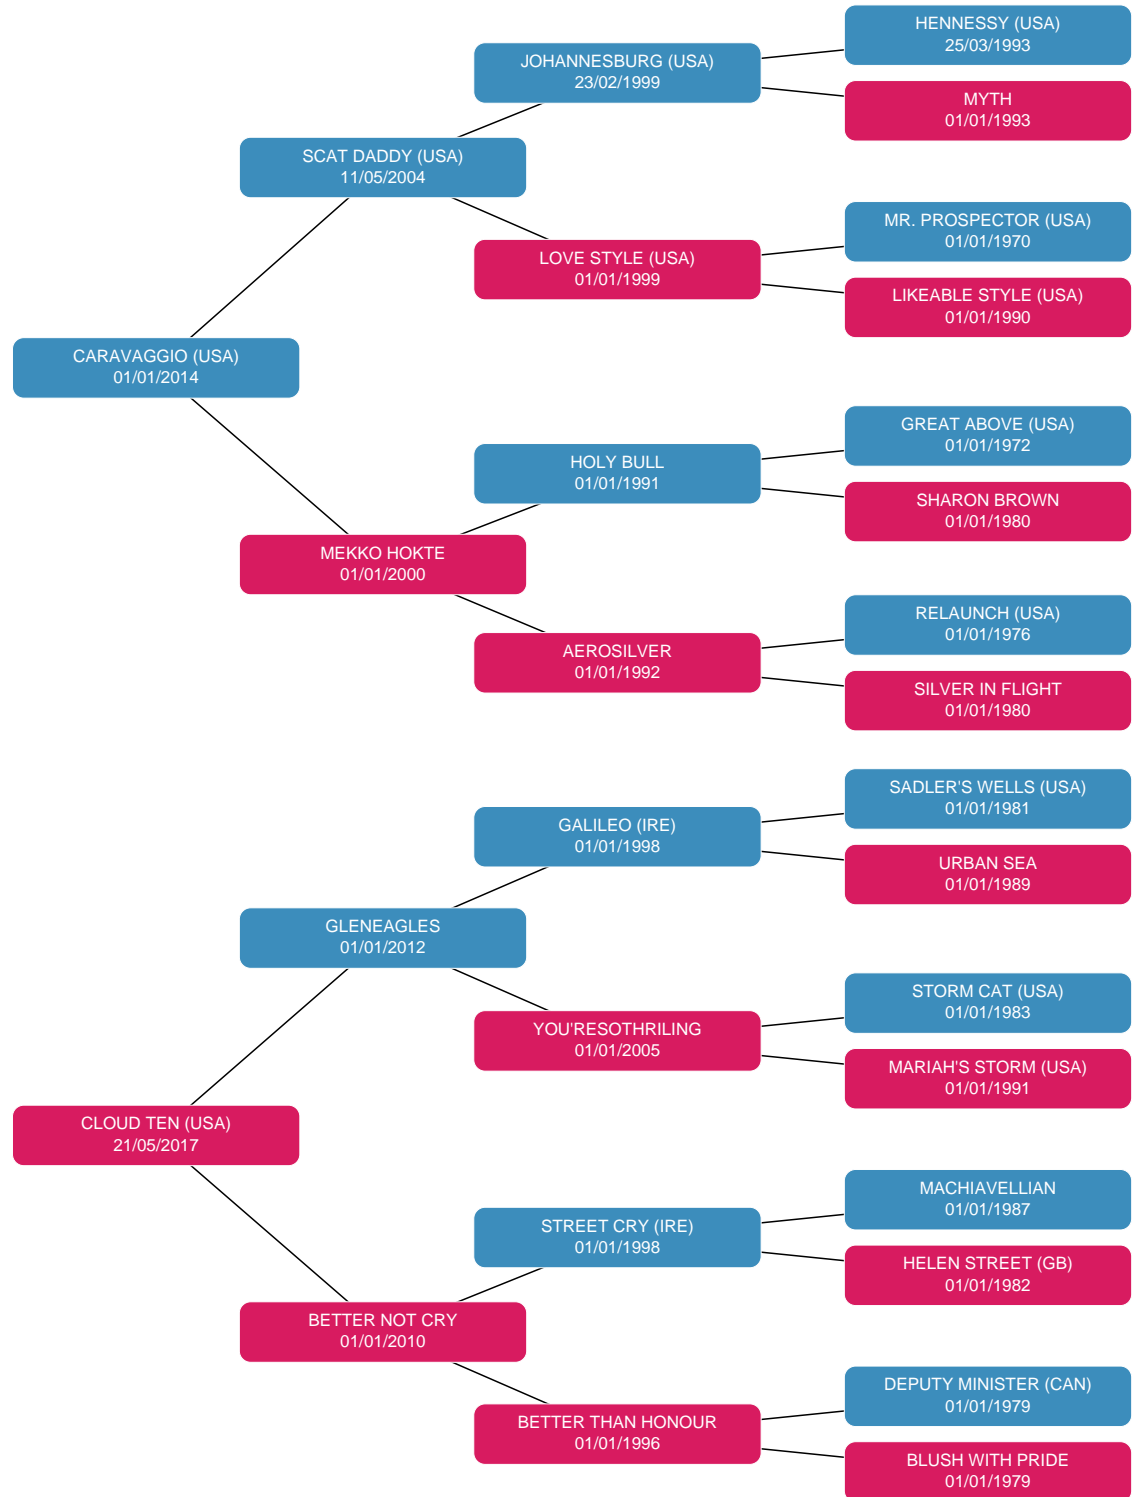 HENNESSY (USA)
25/03/1993
JOHANNESBURG (USA)
23/02/1999
MYTH
01/01/1993
SCAT DADDY (USA)
11/05/2004
MR. PROSPECTOR (USA)
01/01/1970
LOVE STYLE (USA)
01/01/1999
LIKEABLE STYLE (USA)
01/01/1990
CARAVAGGIO (USA)
01/01/2014
GREAT ABOVE (USA)
01/01/1972
HOLY BULL
01/01/1991
SHARON BROWN
01/01/1980
MEKKO HOKTE
01/01/2000
RELAUNCH (USA)
01/01/1976
AEROSILVER
01/01/1992
SILVER IN FLIGHT
01/01/1980
SADLER'S WELLS (USA)
01/01/1981
GALILEO (IRE)
01/01/1998
URBAN SEA
01/01/1989
GLENEAGLES
01/01/2012
STORM CAT (USA)
01/01/1983
YOU'RESOTHRILING
01/01/2005
MARIAH'S STORM (USA)
01/01/1991
CLOUD TEN (USA)
21/05/2017
MACHIAVELLIAN
01/01/1987
STREET CRY (IRE)
01/01/1998
HELEN STREET (GB)
01/01/1982
BETTER NOT CRY
01/01/2010
DEPUTY MINISTER (CAN)
01/01/1979
BETTER THAN HONOUR
01/01/1996
BLUSH WITH PRIDE
01/01/1979